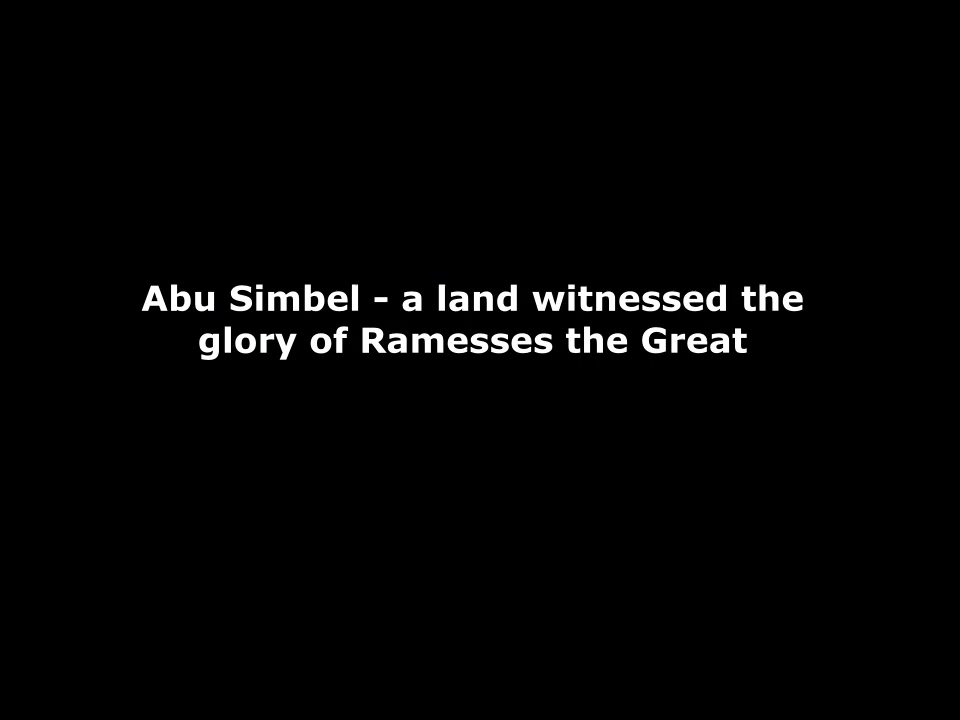 Abu Simbel - a land witnessed the
glory of Ramesses the Great